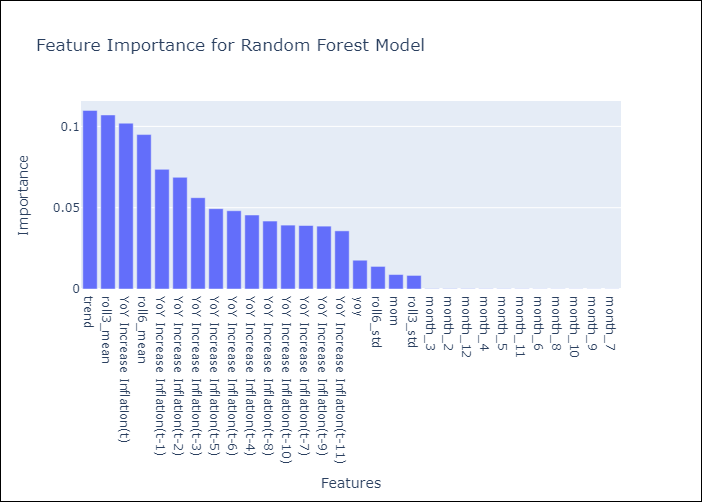 Feature Importance for Random Forest Model
Importance
0.1
0.05
0
trend
roll3_mean
YoY Increase Inflation(t)
roll6_mean
YoY Increase Inflation(t-1)
YoY Increase Inflation(t-2)
YoY Increase Inflation(t-3)
YoY Increase Inflation(t-5)
YoY Increase Inflation(t-6)
YoY Increase Inflation(t-4)
YoY Increase Inflation(t-8)
YoY Increase Inflation(t-10)
YoY Increase Inflation(t-7)
YoY Increase Inflation(t-9)
YoY Increase Inflation(t-11)
yoy
roll6_std
mom
roll3_std
month_3
month_2
month_12
month_4
month_5
month_11
month_6
month_8
month_10
month_9
month_7
Features